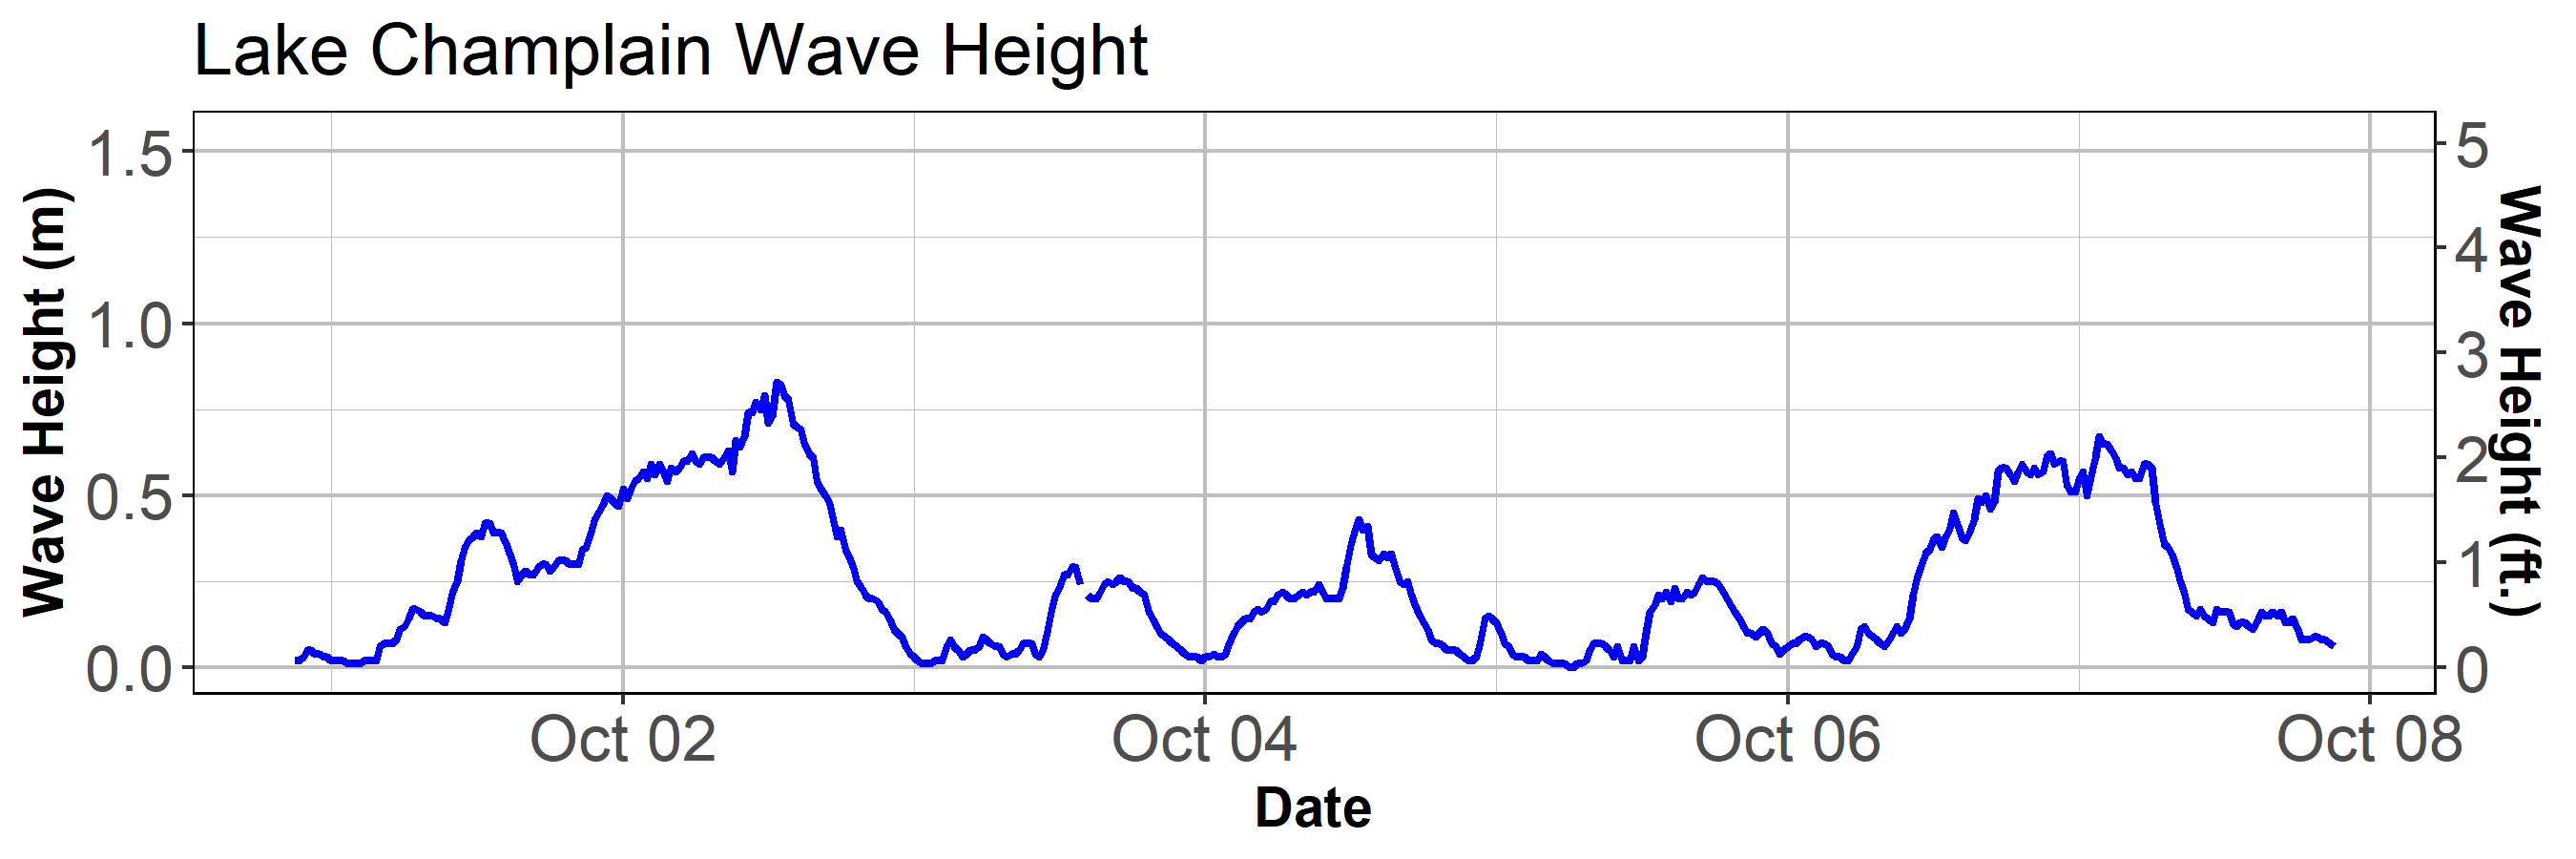 Lake Champlain Wave Height
Wave Height (m)
1.5
1.0
0.5
0.0
5
4
3
2
1
0
Wave Height (ft.)
Oct 02 Oct 04 Oct 06 Oct 08
Date